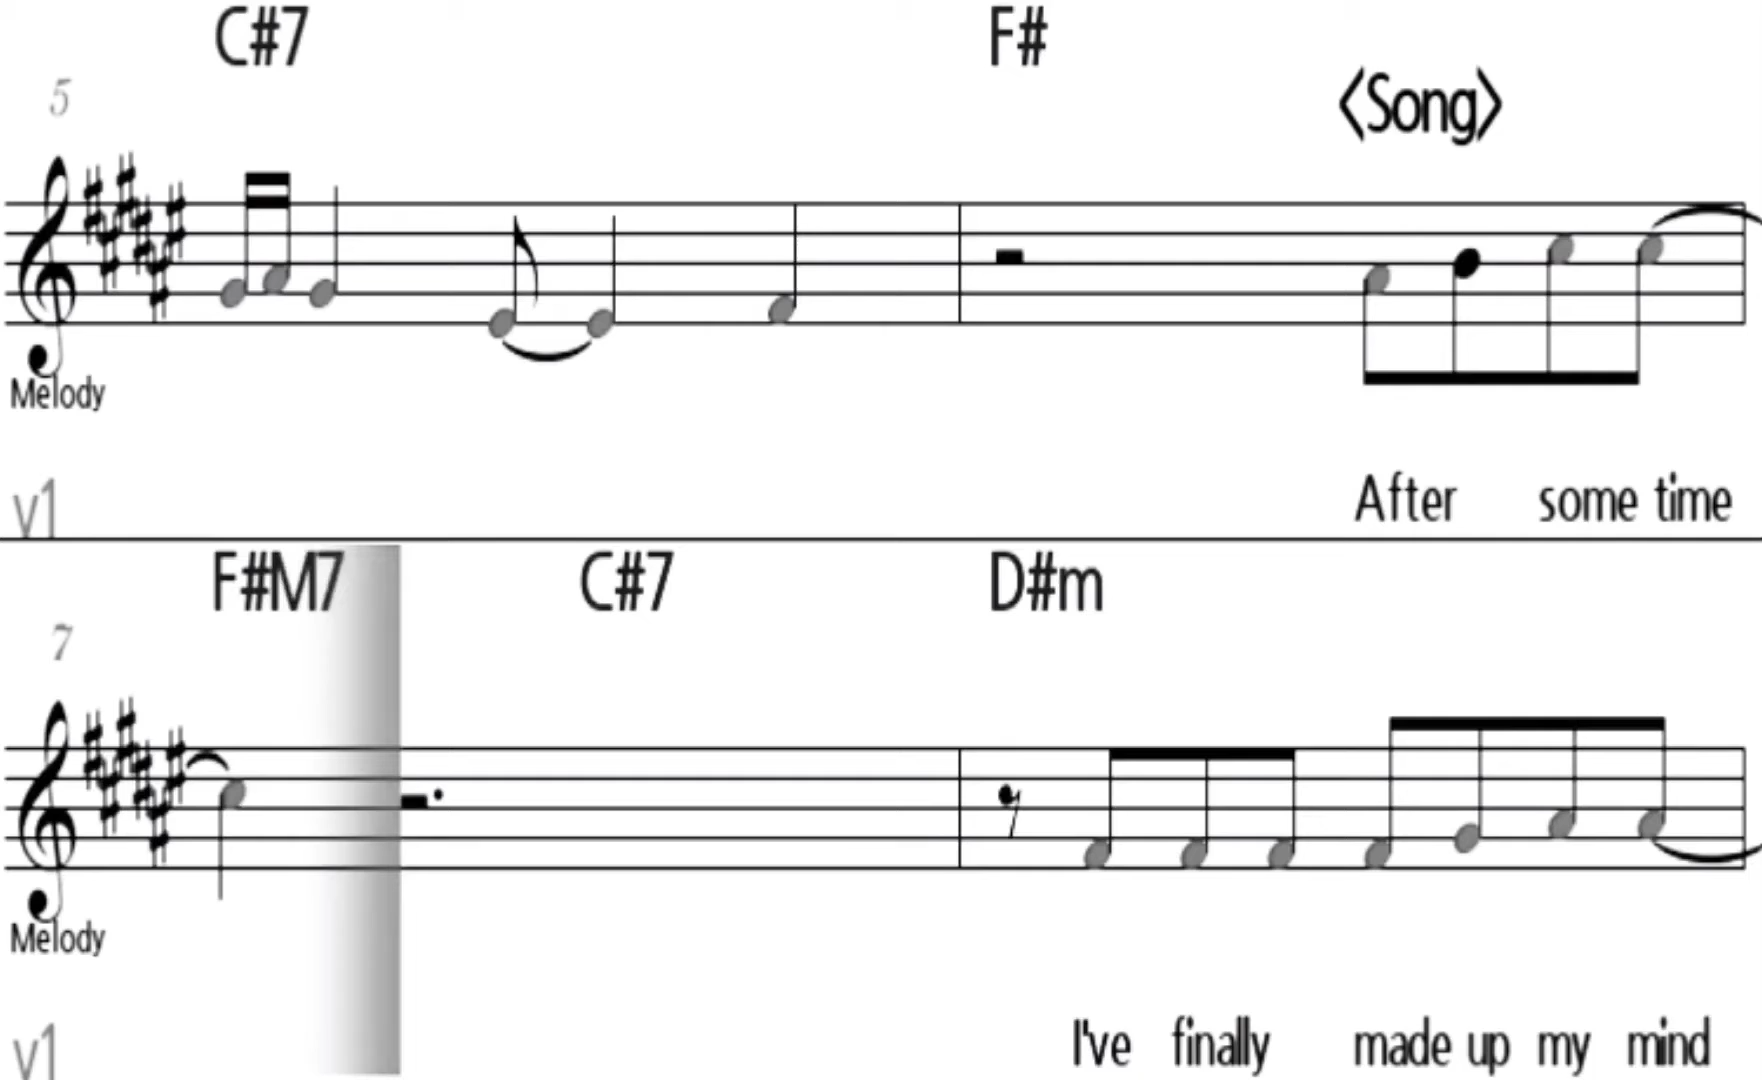 C#7 F#
5 <Song>
Melody
v1 After some time
F#M7 C#7 D#m
7
Melody
v1 I've finally made up my mind